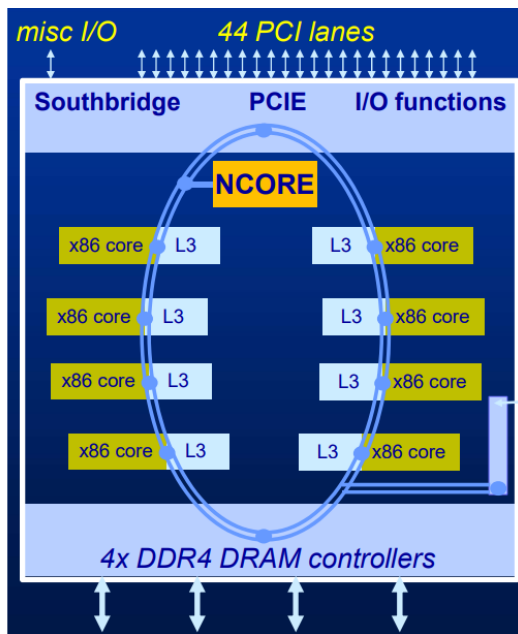 misc I/O 44 PCI lanes
Southbridge PCIE I/O functions
NCORE
x86 core L3 L3 x86 core
x86 core L3 L3 x86 core
x86 core L3 L3 x86 core
x86 core L3 L3 x86 core
4x DDR4 DRAM controllers